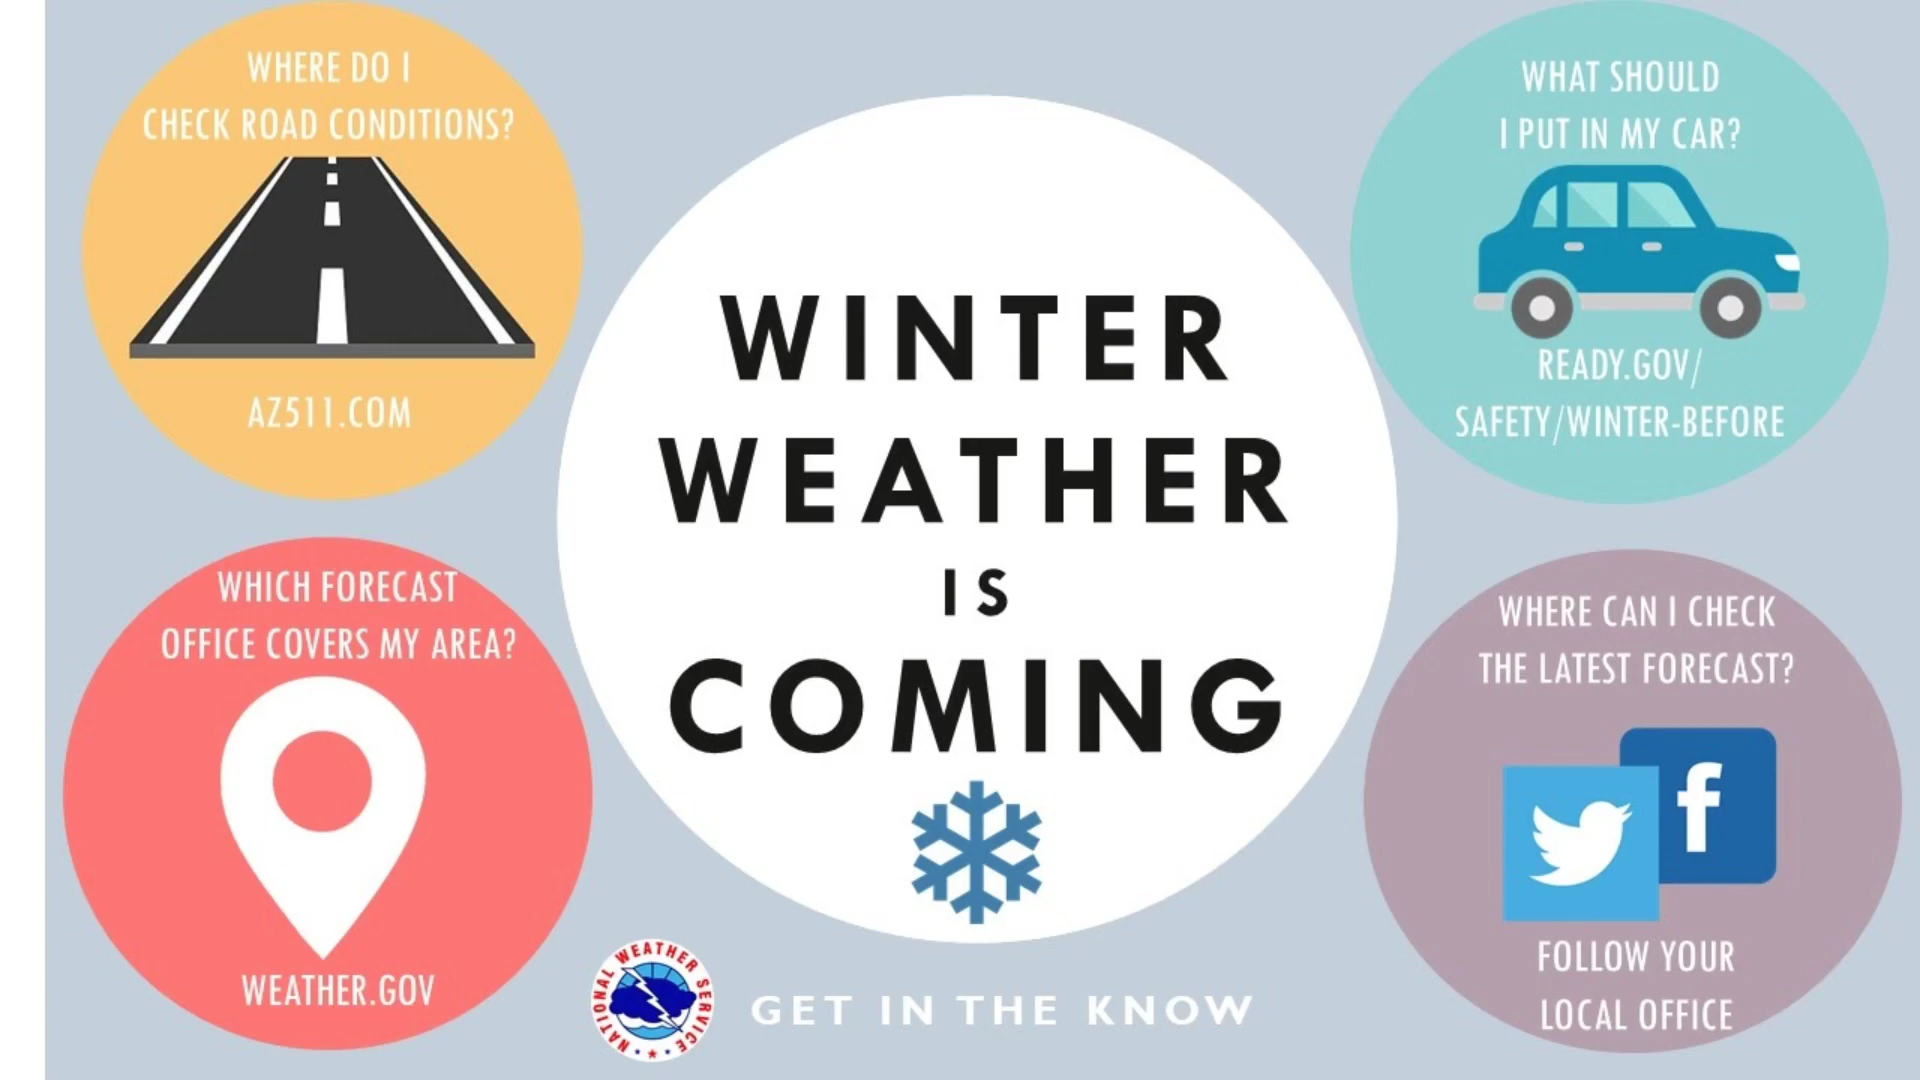 WHERE DO I
CHECK ROAD CONDITIONS?
AZ511.COM
WHAT SHOULD
I PUT IN MY CAR?
READY.GOV/
SAFETY/WINTER-BEFORE
WINTER
WEATHER
IS
COMING
WHICH FORECAST
OFFICE COVERS MY AREA?
WEATHER.GOV
WHERE CAN I CHECK
THE LATEST FORECAST?
f
FOLLOW YOUR
LOCAL OFFICE
NATIONAL WEATHER SERVICE
GET IN THE KNOW